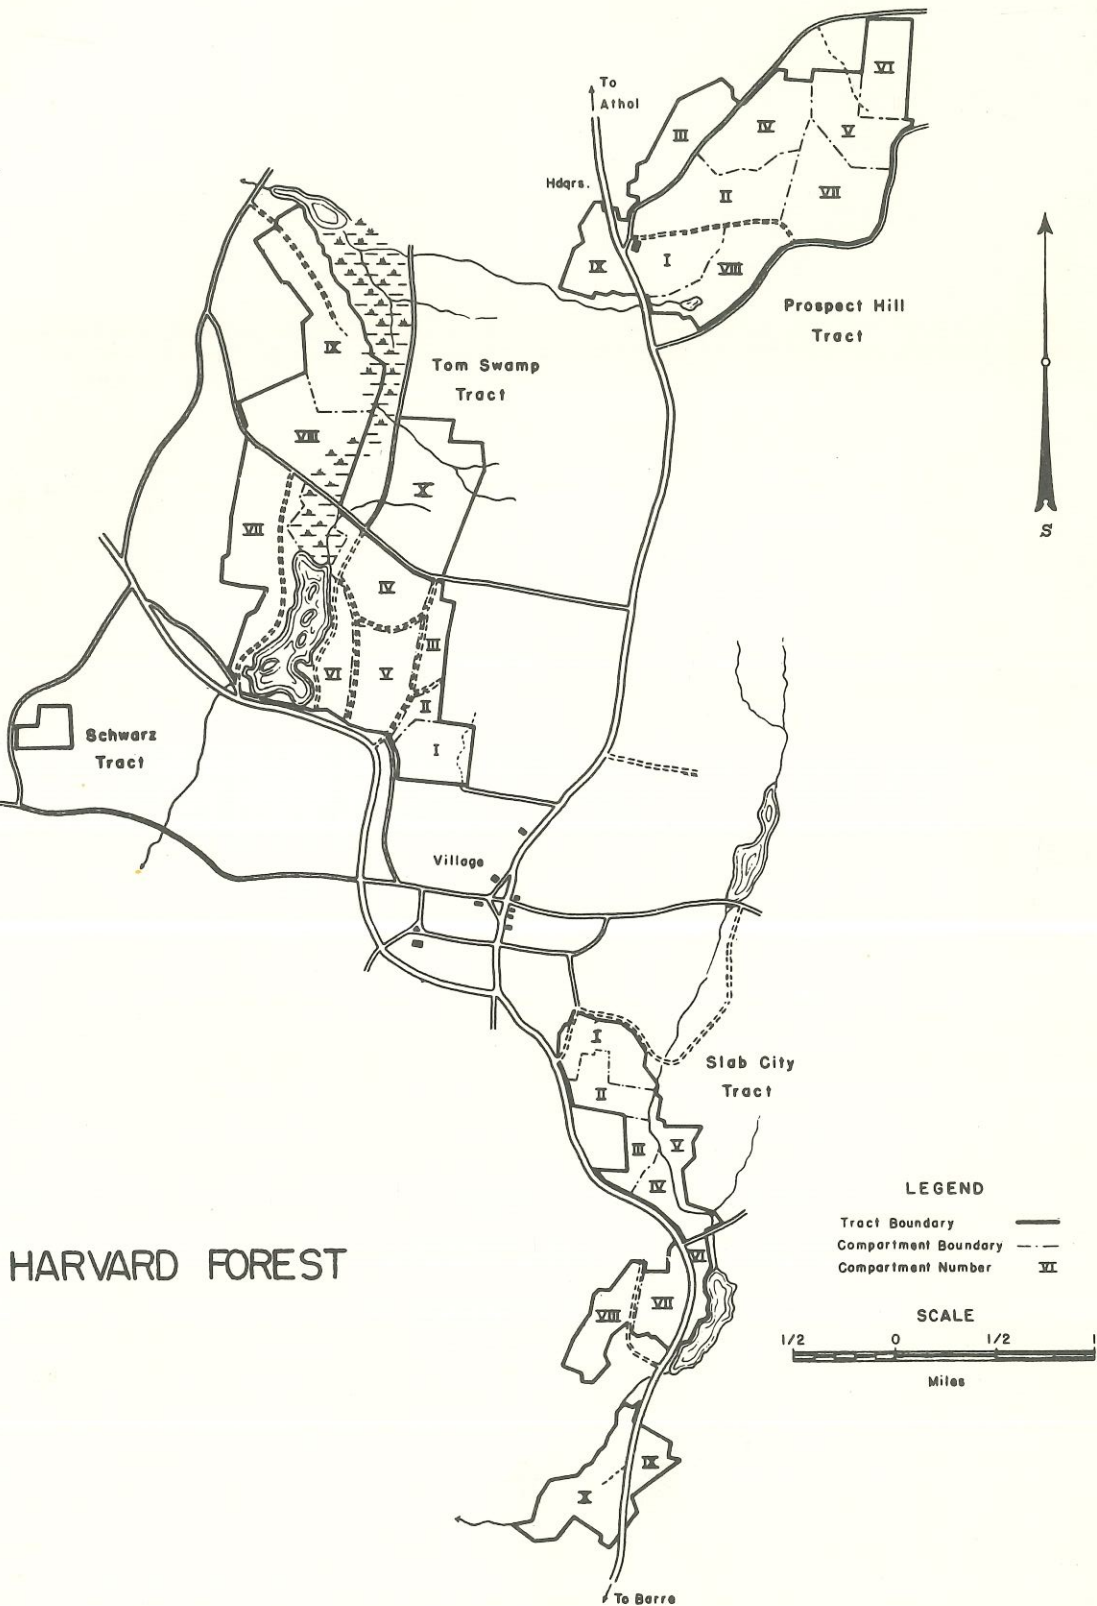 To
Athol
VI
III
IV
V
Hdqrs.
II
VII
IX
I
VIII
Prospect Hill
Tract
IX
Tom Swamp
Tract
VIII
X
VII
S
IV
III
VI
V
II
I
Schwarz
Tract
Village
I
Slab City
Tract
II
III
V
IV
LEGEND
Tract Boundary
Compartment Boundary
Compartment Number VI
HARVARD FOREST
VI
VII
VIII
SCALE
1/2 0 1/2 1
Miles
IX
X
To Barre